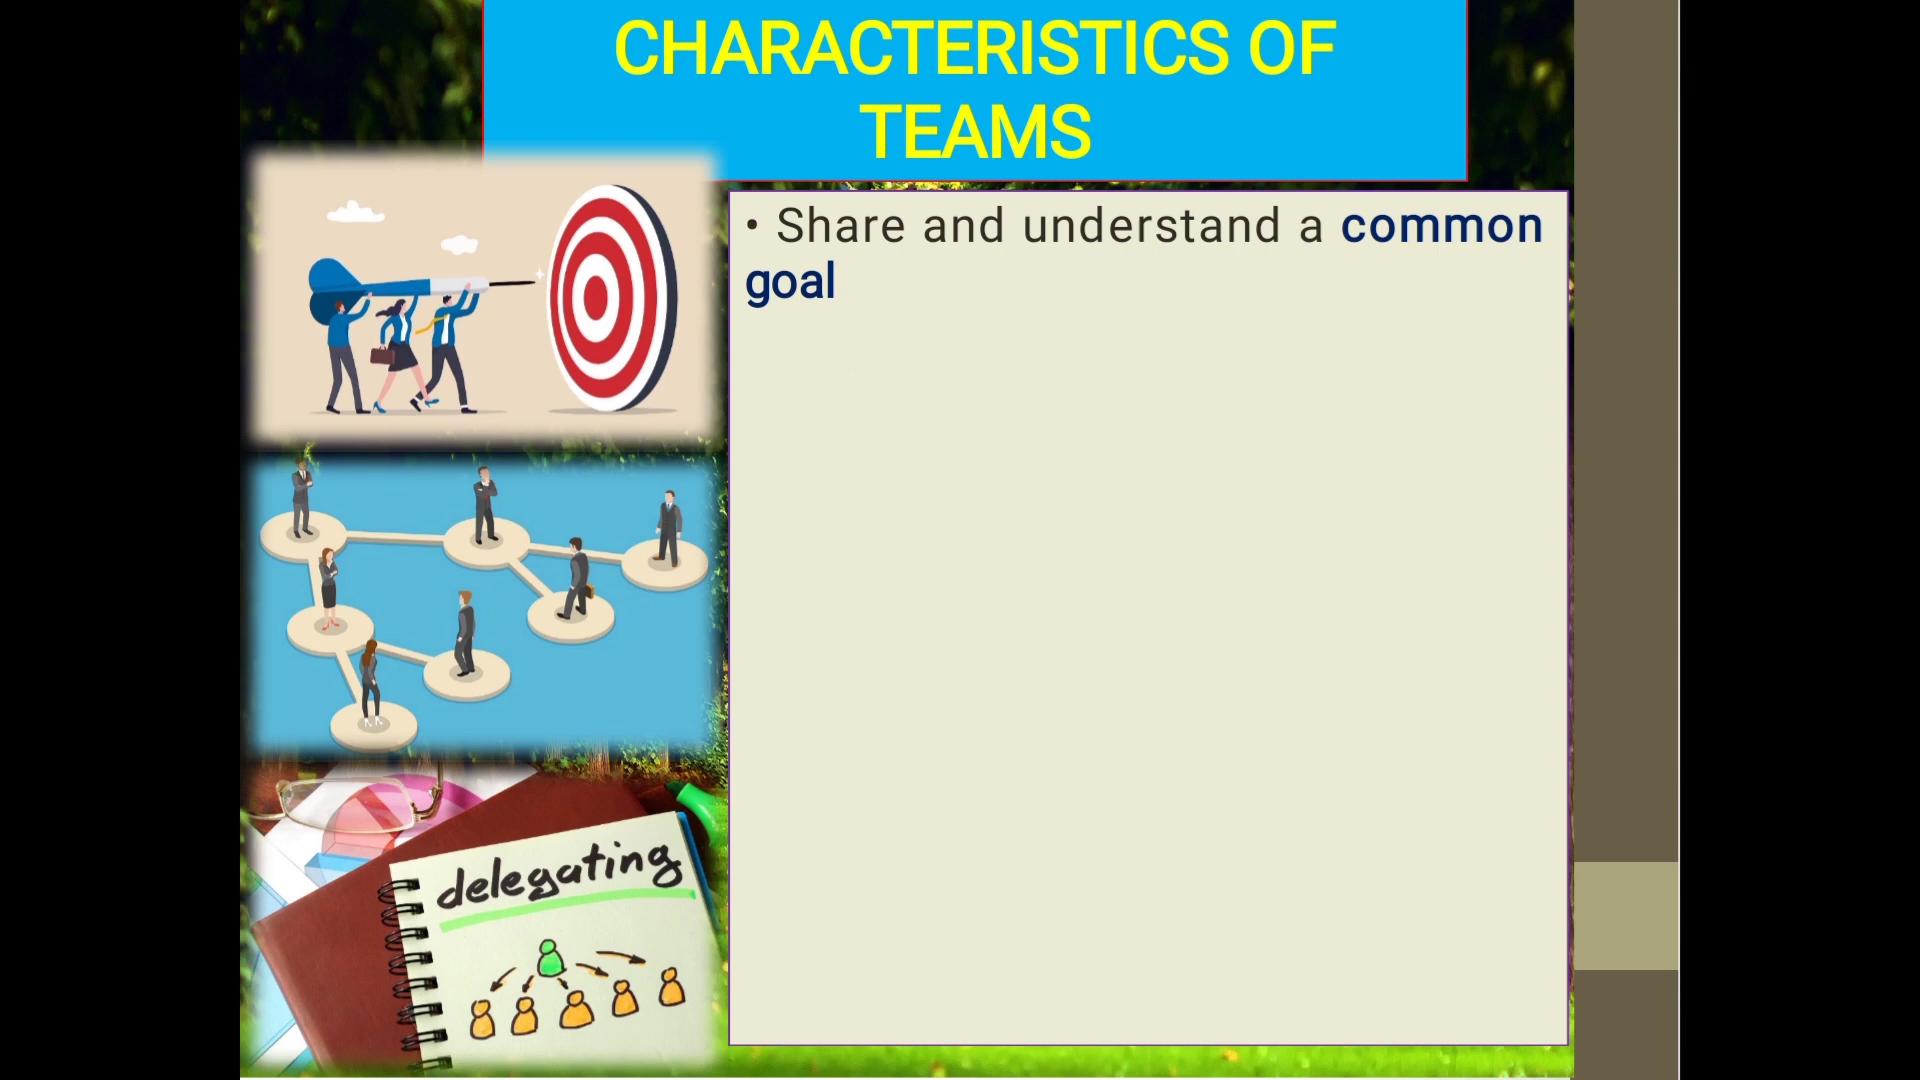 CHARACTERISTICS OF
TEAMS
• Share and understand a common
goal
delegating